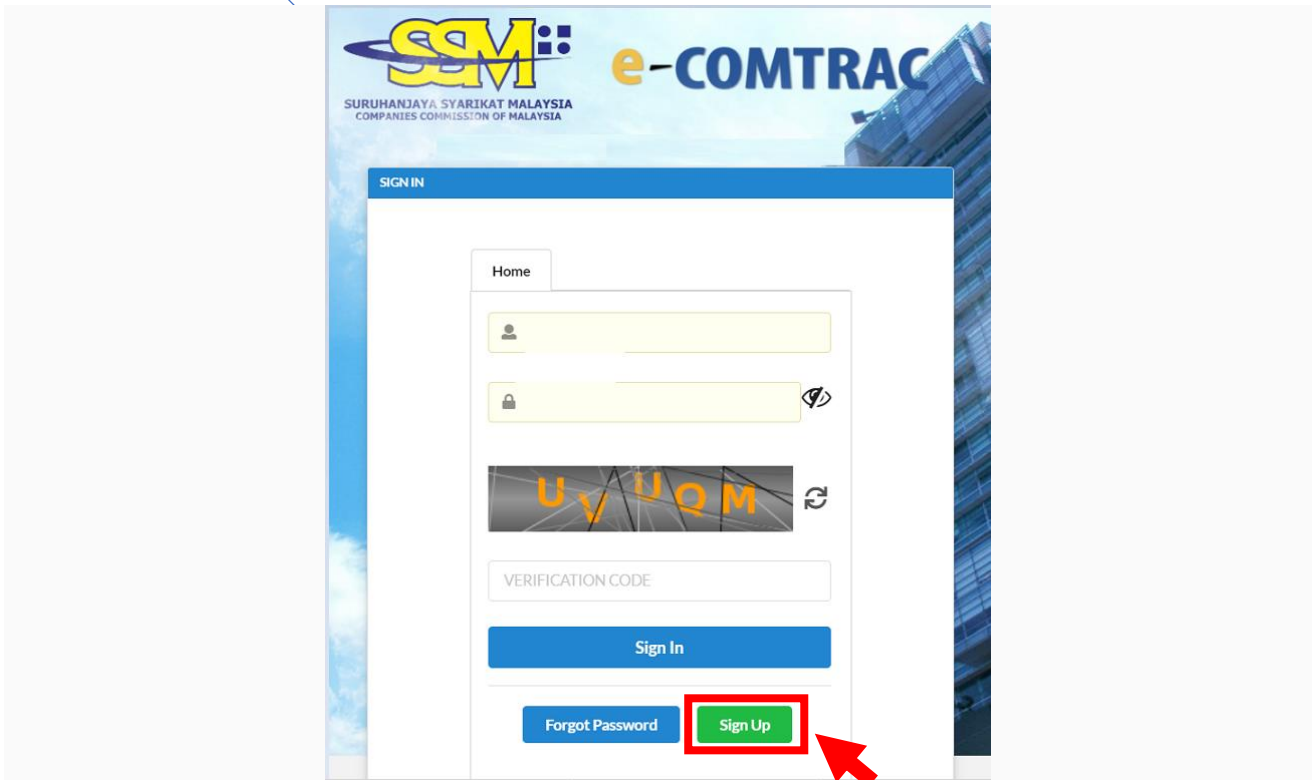 SSM
e-COMTRAC
SURUHANJAYA SYARIKAT MALAYSIA
COMPANIES COMMISSION OF MALAYSIA
SIGN IN
Home
UVUQM
VERIFICATION CODE
Sign In
Forgot Password
Sign Up